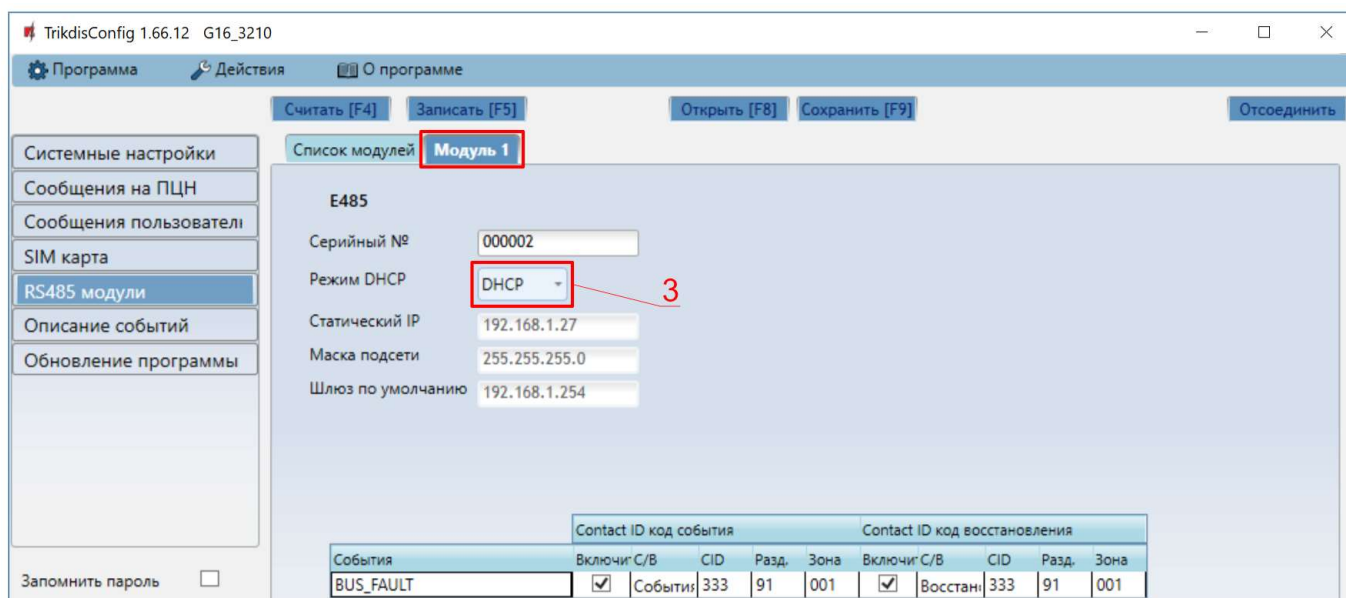 TrikdisConfig 1.66.12 G16_3210
Программа Действия О программе
Считать [F4] Записать [F5] Открыть [F8] Сохранить [F9] Отсоединить
Список модулей Модуль 1
Системные настройки
Сообщения на ПЦН
Сообщения пользовател
SIM карта
RS485 модули
Описание событий
Обновление программы
Запомнить пароль
E485
Серийный № 000002
Режим DHCP DHCP 3
Статический IP 192.168.1.27
Маска подсети 255.255.255.0
Шлюз по умолчанию 192.168.1.254
Contact ID код события Contact ID код восстановления
События Включит С/В CID Разд. Зона Включит С/В CID Разд. Зона
BUS_FAULT События 333 91 001 Восстан 333 91 001